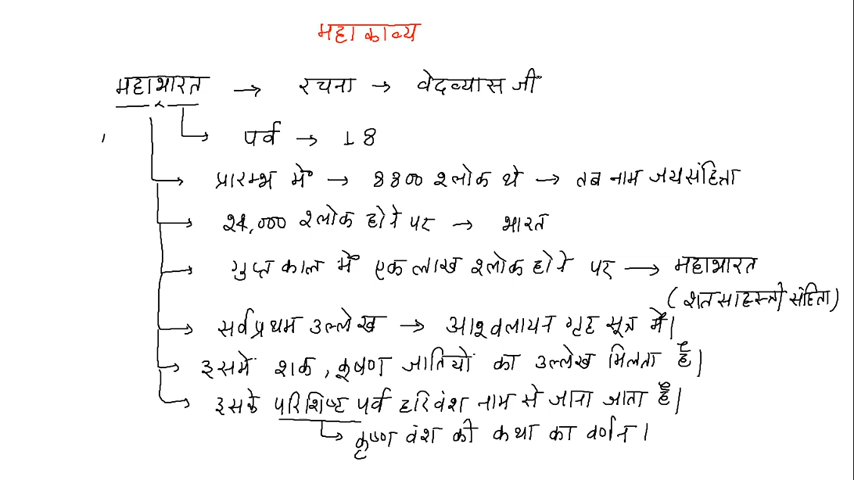 महाकाव्य
महाभारत → रचना → वेदव्यास जी
पर्व → 18
प्रारम्भ में → 8800 श्लोक थे → तब नाम जयसंहिता
24,000 श्लोक होने पर → भारत
गुप्त काल में एक लाख श्लोक होने पर → महाभारत
(शतसाहस्त्री संहिता)
सर्वप्रथम उल्लेख → आश्वलायन गृह सूत्र में।
इसमें शक, कृषाण जातियों का उल्लेख मिलता है।
इसके परिशिष्ट पर्व हरिवंश नाम से जाना जाता है।
कृष्ण वंश की कथा का वर्णन।